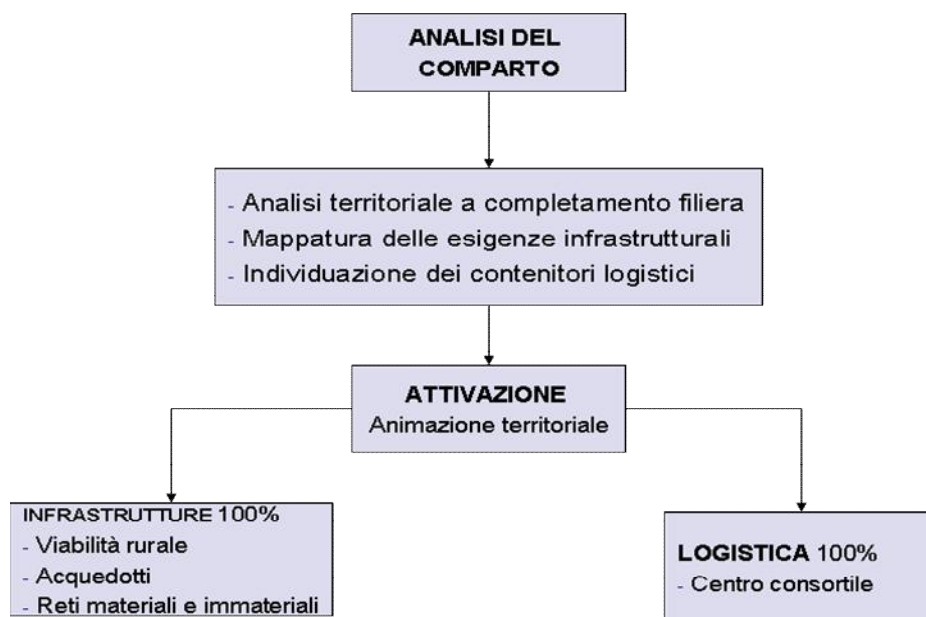 ANALISI DEL
COMPARTO
- Analisi territoriale a completamento filiera
- Mappatura delle esigenze infrastrutturali
- Individuazione dei contenitori logistici
ATTIVAZIONE
Animazione territoriale
INFRASTRUTTURE 100%
- Viabilità rurale
- Acquedotti
- Reti materiali e immateriali
LOGISTICA 100%
- Centro consortile